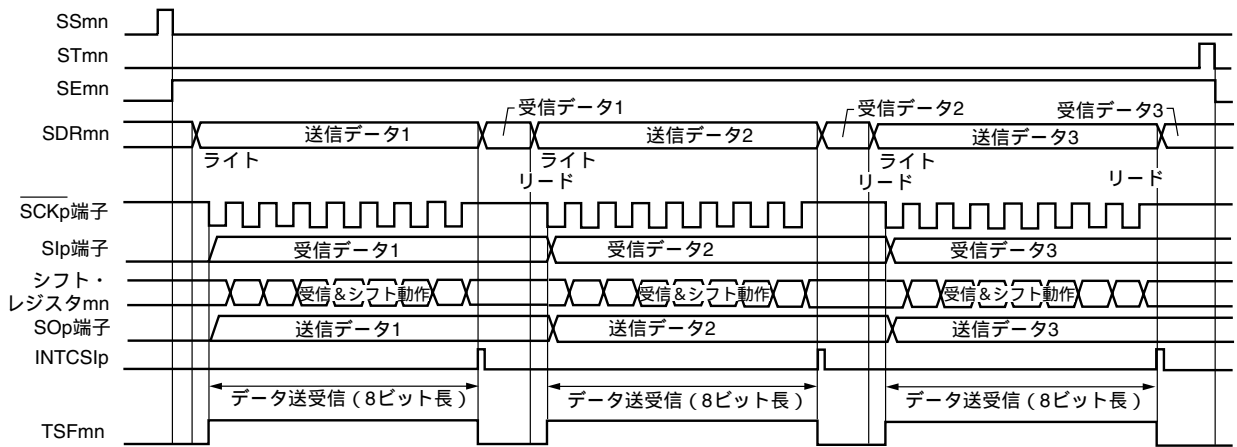 SSmn
STmn
SEmn
受信データ1 受信データ2 受信データ3
SDRmn 送信データ1 送信データ2 送信データ3
ライト ライト ライト
リード リード リード
SCKp端子
SIp端子 受信データ1 受信データ2 受信データ3
シフト・
レジスタmn 受信&シフト動作 受信&シフト動作 受信&シフト動作
SOp端子 送信データ1 送信データ2 送信データ3
INTCSIp
データ送受信(8ビット長) データ送受信(8ビット長) データ送受信(8ビット長)
TSFmn